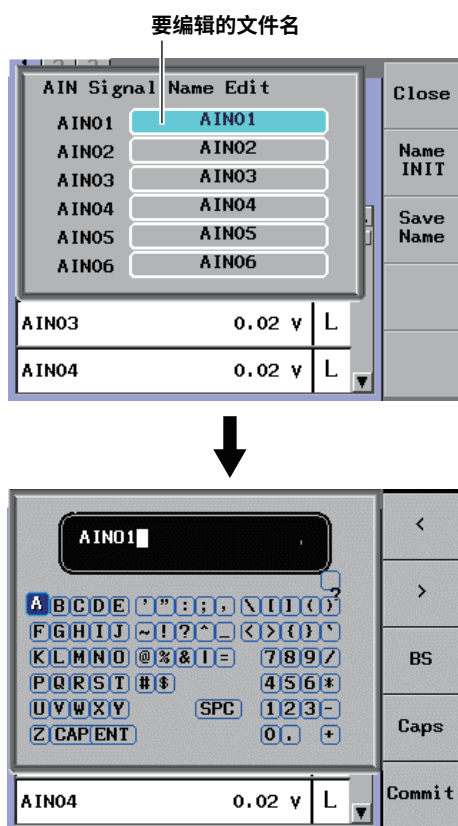 要编辑的文件名
AIN Signal Name Edit
AIN01 AIN01
AIN02 AIN02
AIN03 AIN03
AIN04 AIN04
AIN05 AIN05
AIN06 AIN06
AIN03 0.02 V L
AIN04 0.02 V L
Close
Name
INIT
Save
Name
AIN01
A B C D E ' " : ; , \ [ ] ( )
F G H I J ~ ! ? ^ _ < > { } `
K L M N O @ % & | = 7 8 9 /
P Q R S T # $ 4 5 6 *
U V W X Y SPC 1 2 3 -
Z CAP ENT 0 . +
AIN04 0.02 V L
<
>
BS
Caps
Commit